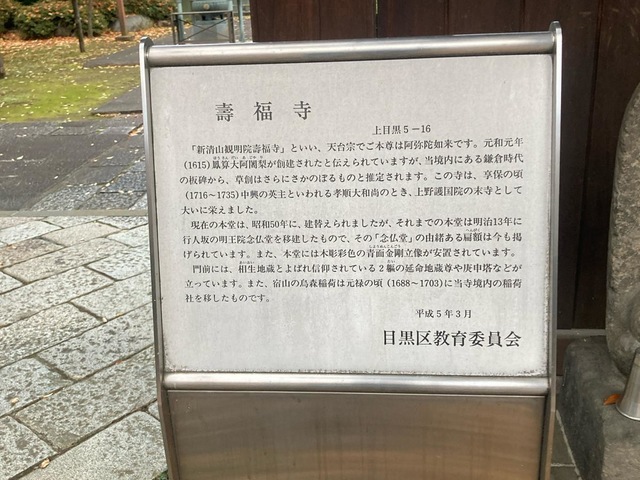 壽福寺
上目黒5-16
「新清山観明院壽福寺」といい、天台宗でご本尊は阿弥陀如来です。元和元年
(1615)鳳算大阿闍梨が創建されたと伝えられていますが、当境内にある鎌倉時代
の板碑から、草創はさらにさかのぼるものと推定されます。この寺は、享保の頃
(1716〜1735)中興の英主といわれる孝順大和尚のとき、上野護国院の末寺として
大いに栄えました。
現在の本堂は、昭和50年に、建替えられましたが、それまでの本堂は明治13年に
行人坂の明王院念仏堂を移建したもので、その「念仏堂」の由緒ある扁額は今も掲
げられています。また、本堂には木彫彩色の青面金剛立像が安置されています。
門前には、租生地蔵とよばれ信仰されている2軀の延命地蔵尊や庚申塔などが
立っています。また、宿山の烏森稲荷は元禄の頃(1688〜1703)に当寺境内の稲荷
社を移したものです。
平成5年3月
目黒区教育委員会